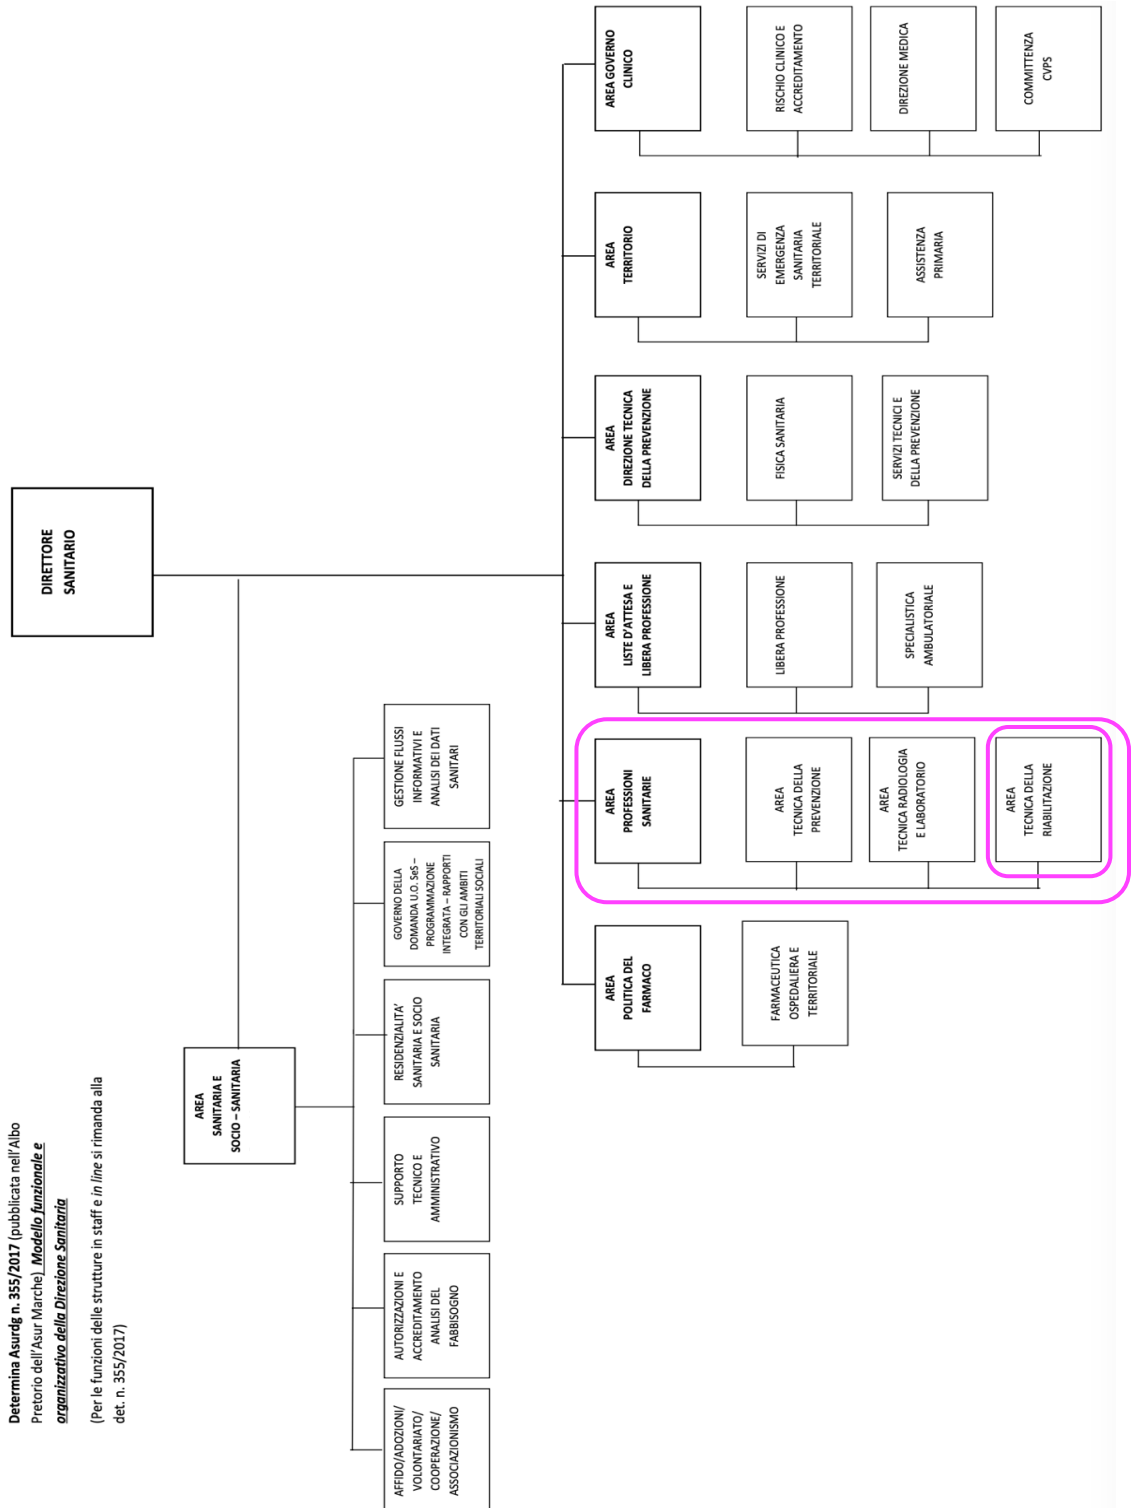 Determina Asurdg n. 355/2017 (pubblicata nell'Albo
Pretorio dell'Asur Marche) Modello funzionale e
organizzativo della Direzione Sanitaria
(Per le funzioni delle strutture in staff e in line si rimanda alla
det. n. 355/2017)
DIRETTORE
SANITARIO
AREA
SANITARIA E
SOCIO – SANITARIA
AFFIDO/ADOZIONI/
VOLONTARIATO/
COOPERAZIONE/
ASSOCIAZIONISMO
AUTORIZZAZIONI E
ACCREDITAMENTO
ANALISI DEL
FABBISOGNO
SUPPORTO
TECNICO E
AMMINISTRATIVO
RESIDENZIALITA'
SANITARIA E SOCIO
SANITARIA
GOVERNO DELLA
DOMANDA U.O. SeS –
PROGRAMMAZIONE
INTEGRATA – RAPPORTI
CON GLI AMBITI
TERRITORIALI SOCIALI
GESTIONE FLUSSI
INFORMATIVI E
ANALISI DEI DATI
SANITARI
AREA
POLITICA DEL
FARMACO
FARMACEUTICA
OSPEDALIERA E
TERRITORIALE
AREA
PROFESSIONI
SANITARIE
AREA
TECNICA DELLA
PREVENZIONE
AREA
TECNICA RADIOLOGIA
E LABORATORIO
AREA
TECNICA DELLA
RIABILITAZIONE
AREA
LISTE D'ATTESA E
LIBERA PROFESSIONE
LIBERA PROFESSIONE
SPECIALISTICA
AMBULATORIALE
AREA
DIREZIONE TECNICA
DELLA PREVENZIONE
FISICA SANITARIA
SERVIZI TECNICI E
DELLA PREVENZIONE
AREA
TERRITORIO
SERVIZI DI
EMERGENZA
SANITARIA
TERRITORIALE
ASSISTENZA
PRIMARIA
AREA GOVERNO
CLINICO
RISCHIO CLINICO E
ACCREDITAMENTO
DIREZIONE MEDICA
COMMITTENZA
CVPS